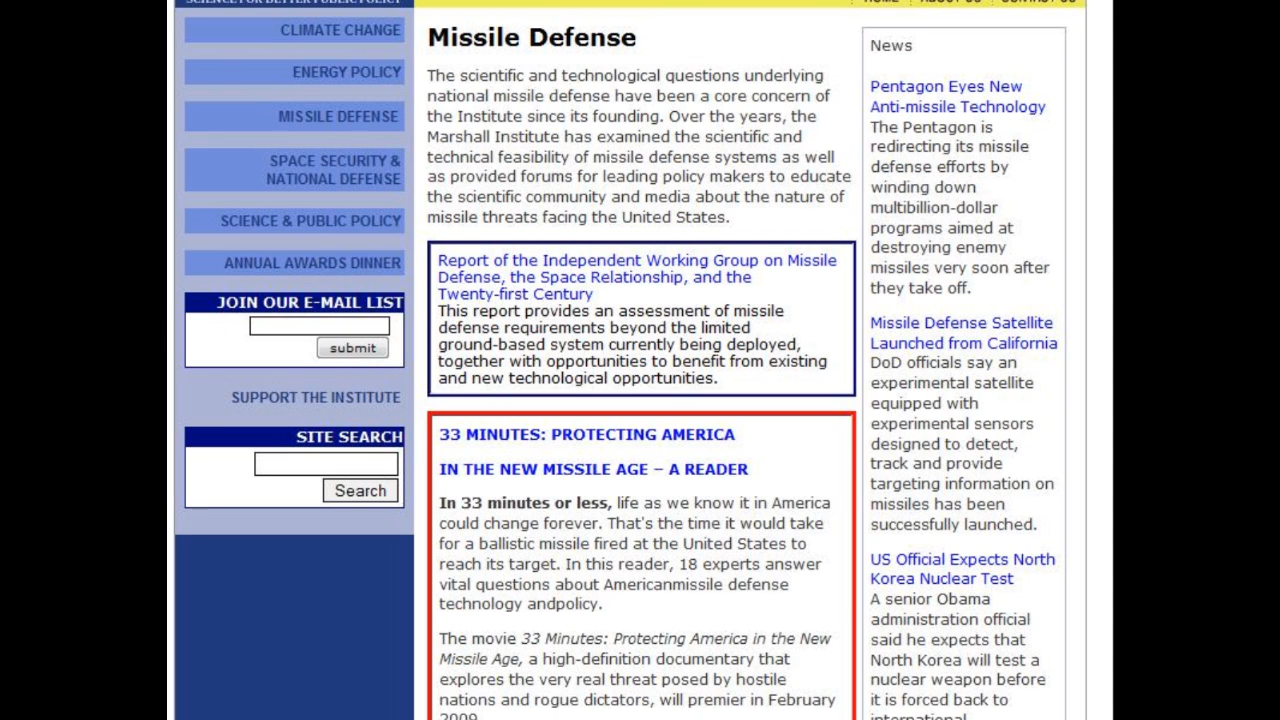 SCIENCE FOR BETTER PUBLIC POLICY
HOME ABOUT US CONTACT US
CLIMATE CHANGE
ENERGY POLICY
MISSILE DEFENSE
SPACE SECURITY &
NATIONAL DEFENSE
SCIENCE & PUBLIC POLICY
ANNUAL AWARDS DINNER
JOIN OUR E-MAIL LIST
submit
SUPPORT THE INSTITUTE
SITE SEARCH
Search
Missile Defense
The scientific and technological questions underlying
national missile defense have been a core concern of
the Institute since its founding. Over the years, the
Marshall Institute has examined the scientific and
technical feasibility of missile defense systems as well
as provided forums for leading policy makers to educate
the scientific community and media about the nature of
missile threats facing the United States.
Report of the Independent Working Group on Missile
Defense, the Space Relationship, and the
Twenty-first Century
This report provides an assessment of missile
defense requirements beyond the limited
ground-based system currently being deployed,
together with opportunities to benefit from existing
and new technological opportunities.
33 MINUTES: PROTECTING AMERICA
IN THE NEW MISSILE AGE – A READER
In 33 minutes or less, life as we know it in America
could change forever. That's the time it would take
for a ballistic missile fired at the United States to
reach its target. In this reader, 18 experts answer
vital questions about Americanmissile defense
technology andpolicy.
The movie 33 Minutes: Protecting America in the New
Missile Age, a high-definition documentary that
explores the very real threat posed by hostile
nations and rogue dictators, will premier in February
2009.
News
Pentagon Eyes New
Anti-missile Technology
The Pentagon is
redirecting its missile
defense efforts by
winding down
multibillion-dollar
programs aimed at
destroying enemy
missiles very soon after
they take off.
Missile Defense Satellite
Launched from California
DoD officials say an
experimental satellite
equipped with
experimental sensors
designed to detect,
track and provide
targeting information on
missiles has been
successfully launched.
US Official Expects North
Korea Nuclear Test
A senior Obama
administration official
said he expects that
North Korea will test a
nuclear weapon before
it is forced back to
international